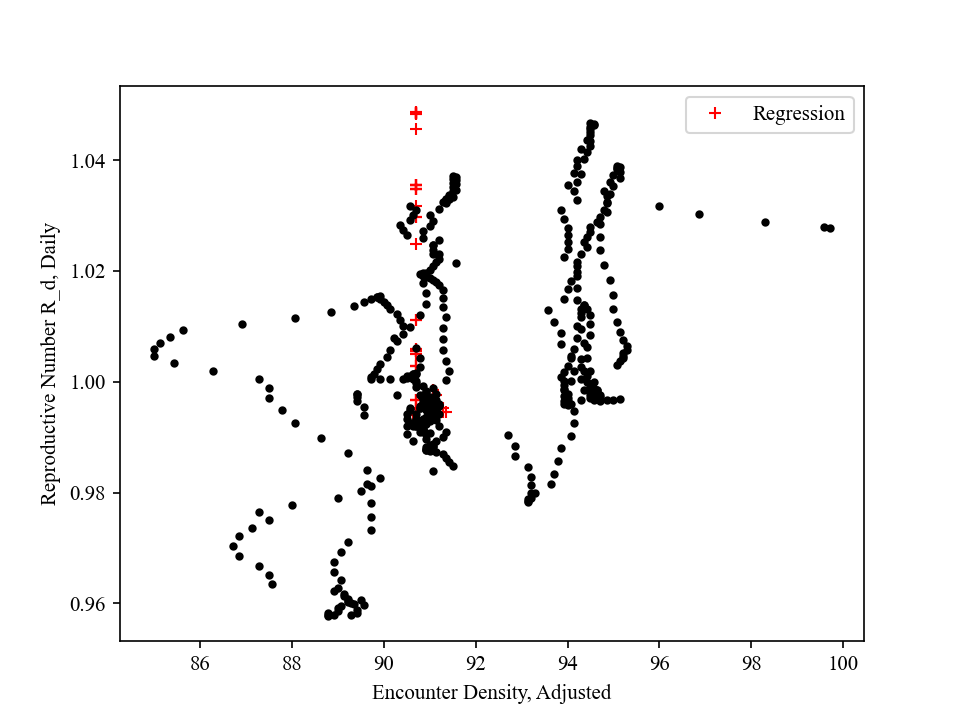 Regression
1.04
1.02
1.00
0.98
0.96
Reproductive Number R_d, Daily
86 88 90 92 94 96 98 100
Encounter Density, Adjusted